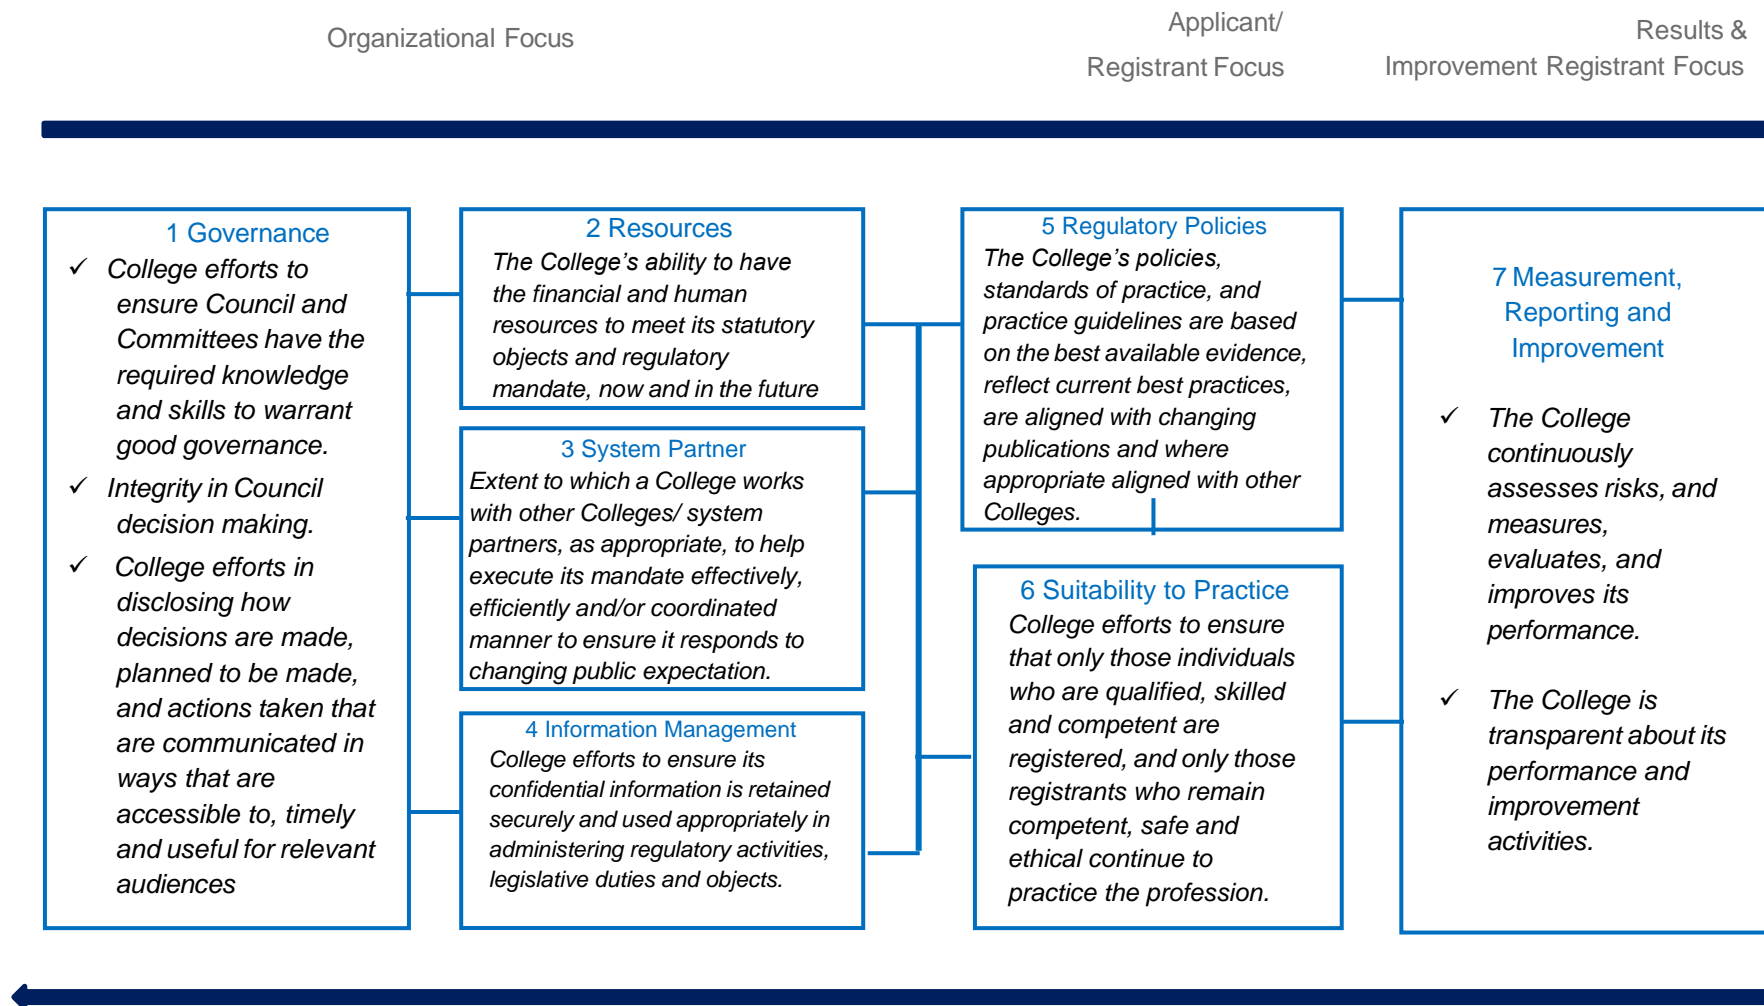 Organizational Focus
Applicant/
Registrant Focus
Results &
Improvement Registrant Focus
1 Governance
✓ College efforts to
ensure Council and
Committees have the
required knowledge
and skills to warrant
good governance.
✓ Integrity in Council
decision making.
✓ College efforts in
disclosing how
decisions are made,
planned to be made,
and actions taken that
are communicated in
ways that are
accessible to, timely
and useful for relevant
audiences
2 Resources
The College's ability to have
the financial and human
resources to meet its statutory
objects and regulatory
mandate, now and in the future
3 System Partner
Extent to which a College works
with other Colleges/ system
partners, as appropriate, to help
execute its mandate effectively,
efficiently and/or coordinated
manner to ensure it responds to
changing public expectation.
4 Information Management
College efforts to ensure its
confidential information is retained
securely and used appropriately in
administering regulatory activities,
legislative duties and objects.
5 Regulatory Policies
The College's policies,
standards of practice, and
practice guidelines are based
on the best available evidence,
reflect current best practices,
are aligned with changing
publications and where
appropriate aligned with other
Colleges.
6 Suitability to Practice
College efforts to ensure
that only those individuals
who are qualified, skilled
and competent are
registered, and only those
registrants who remain
competent, safe and
ethical continue to
practice the profession.
7 Measurement,
Reporting and
Improvement
✓ The College
continuously
assesses risks, and
measures,
evaluates, and
improves its
performance.
✓ The College is
transparent about its
performance and
improvement
activities.